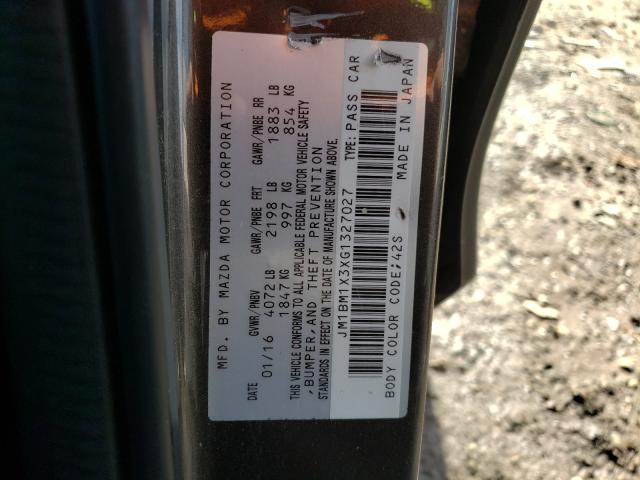 MFD. BY MAZDA MOTOR CORPORATION
DATE GVWR/PNBV GAWR/PNBE FRT GAWR/PNBE RR
01/16 4072 LB 2198 LB 1883 LB
1847 KG 997 KG 854 KG
THIS VEHICLE CONFORMS TO ALL APPLICABLE FEDERAL MOTOR VEHICLE SAFETY
, BUMPER, AND THEFT PREVENTION
STANDARDS IN EFFECT ON THE DATE OF MANUFACTURE SHOWN ABOVE.
JM1BM1X3XG1327027 TYPE: PASS CAR
BODY COLOR CODE:42S MADE IN JAPAN